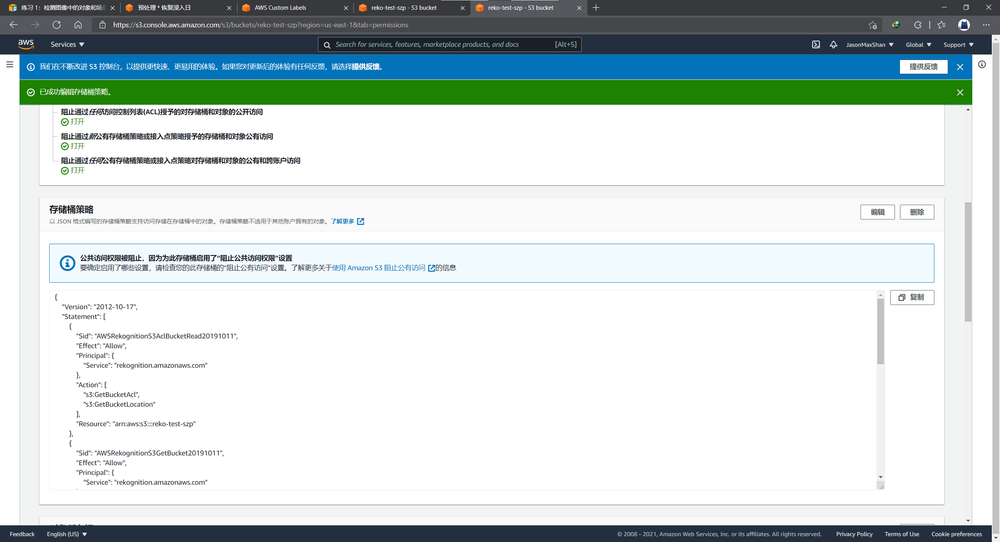 练习 1：检测图像中的对象和场景
预处理 * 恢复浸入日
AWS Custom Labels
reko-test-szp - S3 bucket
reko-test-szp - S3 bucket
https://s3.console.aws.amazon.com/s3/buckets/reko-test-szp?region=us-east-1&tab=permissions
aws
Services ▼
Search for services, features, marketplace products, and docs
[Alt+S]
JasonMaxShan ▼
Global ▼
Support ▼
我们在不断改进 S3 控制台，以提供更快速、更易用的体验。如果您对更新后的体验有任何反馈，请选择提供反馈。
提供反馈
已成功编辑存储桶策略。
阻止通过任何访问控制列表(ACL)授予的对存储桶和对象的公开访问
打开
阻止通过新公有存储桶策略或接入点策略授予的存储桶和对象公有访问
打开
阻止通过任何公有存储桶策略或接入点策略对存储桶和对象的公有和跨账户访问
打开
存储桶策略
以 JSON 格式编写的存储桶策略支持访问存储在存储桶中的对象。存储桶策略不适用于其他账户拥有的对象。了解更多
编辑
删除
公共访问权限被阻止，因为为此存储桶启用了“阻止公共访问权限”设置
要确定启用了哪些设置，请检查您的此存储桶的“阻止公有访问”设置。了解更多关于使用 Amazon S3 阻止公有访问的信息
复制
{
"Version": "2012-10-17",
"Statement": [
{
"Sid": "AWSRekognitionS3AclBucketRead20191011",
"Effect": "Allow",
"Principal": {
"Service": "rekognition.amazonaws.com"
},
"Action": [
"s3:GetBucketAcl",
"s3:GetBucketLocation"
],
"Resource": "arn:aws:s3:::reko-test-szp"
},
{
"Sid": "AWSRekognitionS3GetBucket20191011",
"Effect": "Allow",
"Principal": {
"Service": "rekognition.amazonaws.com"
Feedback
English (US) ▼
© 2008 - 2021, Amazon Web Services, Inc. or its affiliates. All rights reserved.
Privacy Policy
Terms of Use
Cookie preferences